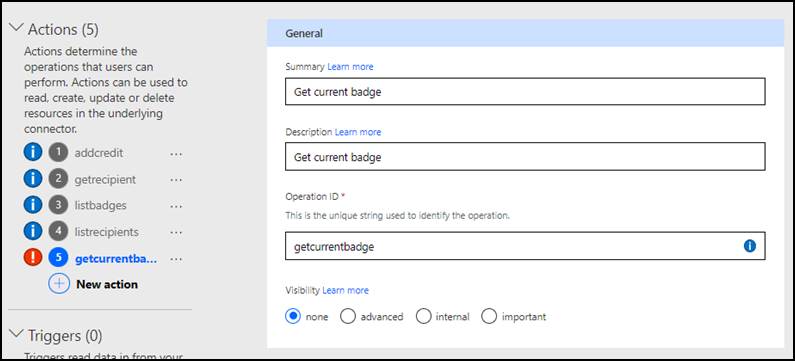 Actions (5)
Actions determine the
operations that users can
perform. Actions can be used to
read, create, update or delete
resources in the underlying
connector.
1 addcredit ...
2 getrecipient ...
3 listbadges ...
4 listrecipients ...
5 getcurrentba... ...
New action
Triggers (0)
Triggers read data in from your
General
Summary Learn more
Get current badge
Description Learn more
Get current badge
Operation ID *
This is the unique string used to identify the operation.
getcurrentbadge
Visibility Learn more
none advanced internal important